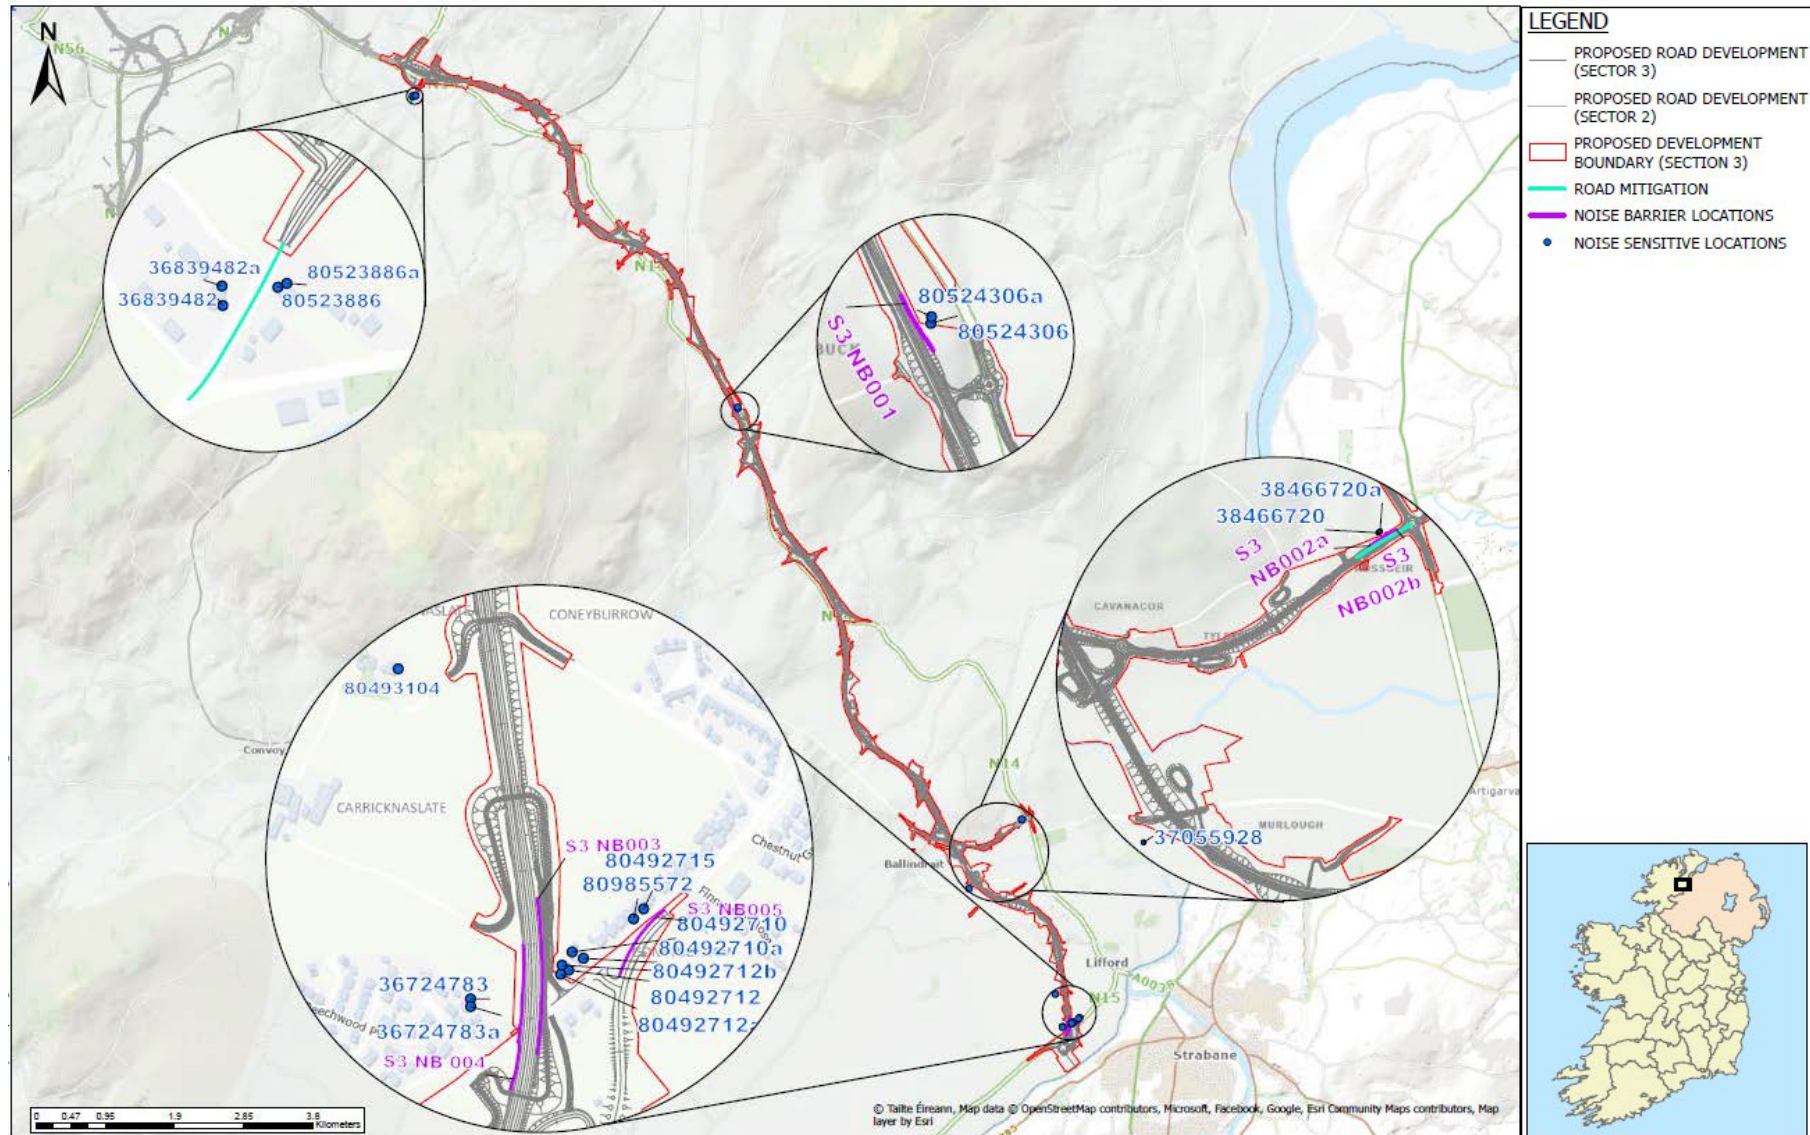 LEGEND
PROPOSED ROAD DEVELOPMENT
(SECTOR 3)
PROPOSED ROAD DEVELOPMENT
(SECTOR 2)
PROPOSED DEVELOPMENT
BOUNDARY (SECTION 3)
ROAD MITIGATION
NOISE BARRIER LOCATIONS
NOISE SENSITIVE LOCATIONS
N
N56
36839482a
36839482
80523886a
80523886
80524306a
80524306
S3 NB001
BUCK
38466720a
38466720
S3
NB002a
S3
NB002b
CAVANACOR
37055928
MURLOUGH
CONEYBURROW
80493104
CARRICKNASLATE
Convoy
S3 NB003
80492715
80985572
Chestnut G
S3 NB005
80492710
80492710a
80492712b
80492712
80492712a
36724783
36724783a
S3 NB 004
N14
Ballindrait
Lifford
A0038
N15
Strabane
Artigarva
0 0.47 0.95 1.9 2.85 3.8
Kilometers
© Tailte Éireann, Map data © OpenStreetMap contributors, Microsoft, Facebook, Google, Esri Community Maps contributors, Map
layer by Esri